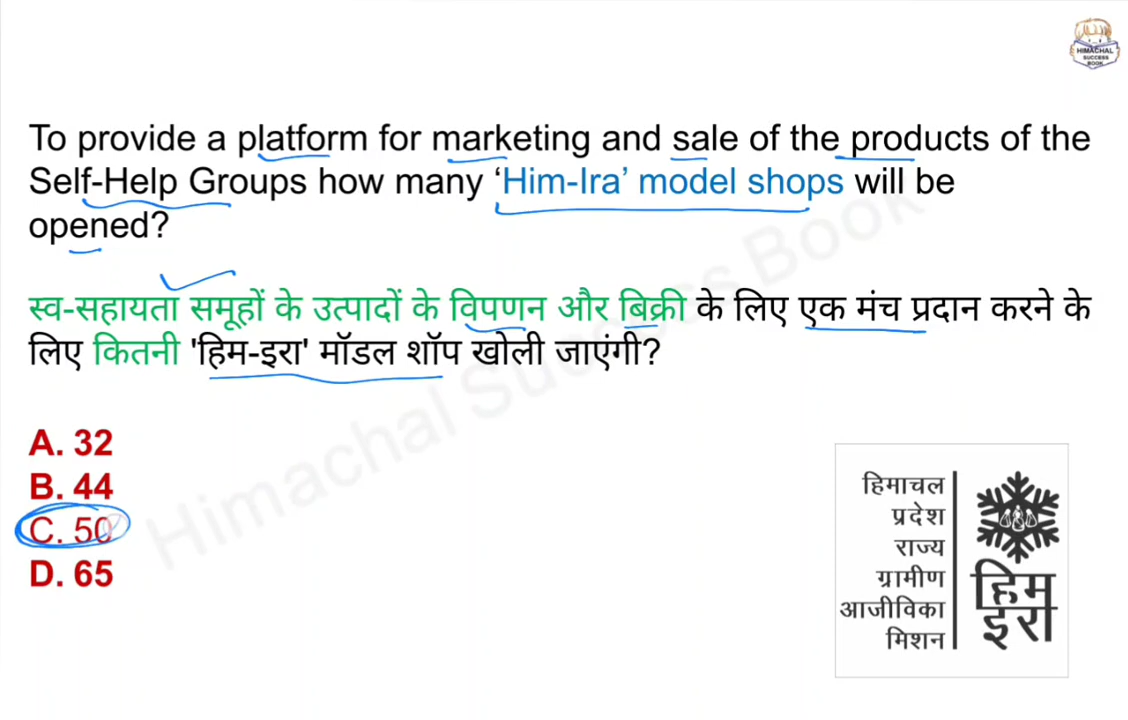 HIMACHAL
SUCCESS
BOOK
To provide a platform for marketing and sale of the products of the
Self-Help Groups how many ‘Him-Ira’ model shops will be
opened?
स्व-सहायता समूहों के उत्पादों के विपणन और बिक्री के लिए एक मंच प्रदान करने के
लिए कितनी 'हिम-इरा' मॉडल शॉप खोली जाएंगी?
Himachal Success Book
A. 32
B. 44
C. 50
D. 65
हिमाचल
प्रदेश
राज्य
ग्रामीण
आजीविका
मिशन
हिम
इरा